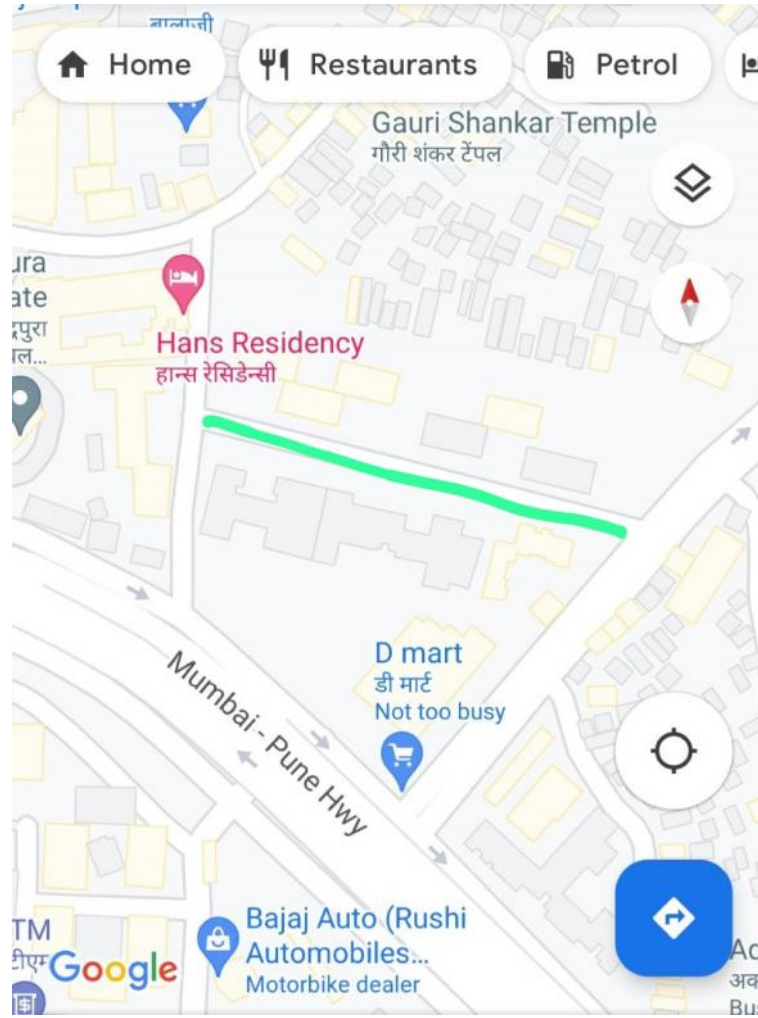 बालाजी
Home
Restaurants
Petrol
Gauri Shankar Temple
गौरी शंकर टेंपल
Hans Residency
हान्स रेसिडेन्सी
D mart
डी मार्ट
Not too busy
Mumbai - Pune Hwy
Bajaj Auto (Rushi
Automobiles...
Motorbike dealer
TM
Google